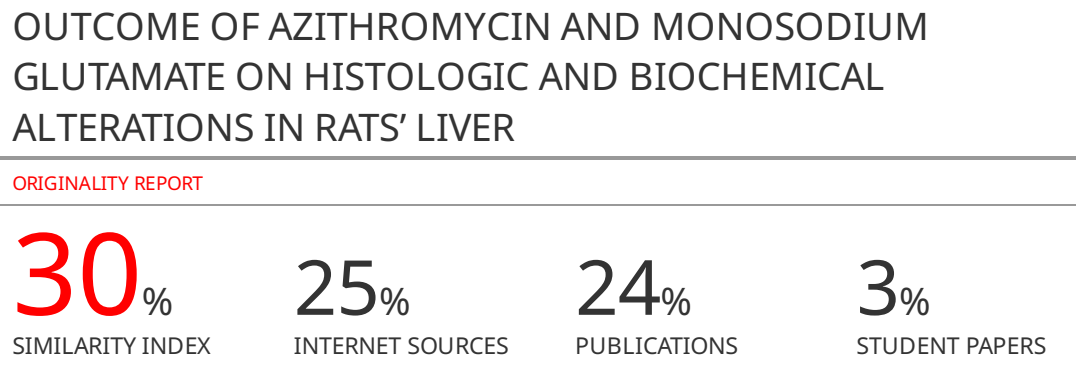 OUTCOME OF AZITHROMYCIN AND MONOSODIUM
GLUTAMATE ON HISTOLOGIC AND BIOCHEMICAL
ALTERATIONS IN RATS’ LIVER
ORIGINALITY REPORT
30% 25% 24% 3%
SIMILARITY INDEX INTERNET SOURCES PUBLICATIONS STUDENT PAPERS